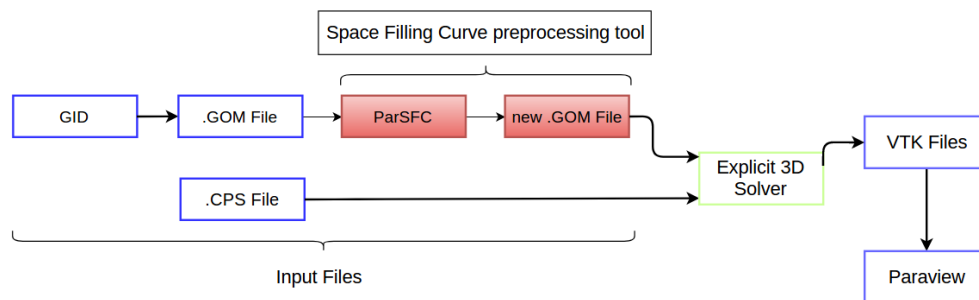 Space Filling Curve preprocessing tool
GID
.GOM File
ParSFC
new .GOM File
VTK Files
Explicit 3D
Solver
.CPS File
Input Files
Paraview